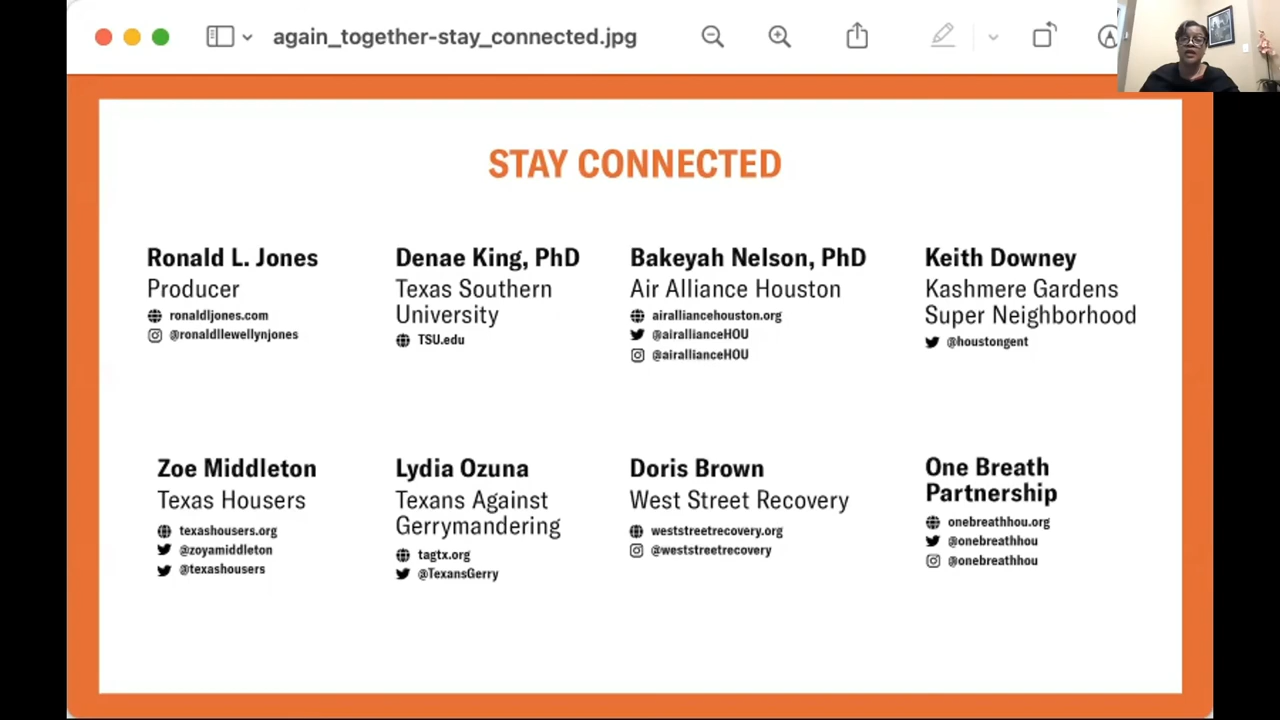 again_together-stay_connected.jpg
STAY CONNECTED
Ronald L. Jones
Producer
ronaldljones.com
@ronaldllewellynjones
Denae King, PhD
Texas Southern
University
TSU.edu
Bakeyah Nelson, PhD
Air Alliance Houston
airalliancehouston.org
@airallianceHOU
@airallianceHOU
Keith Downey
Kashmere Gardens
Super Neighborhood
@houstongent
Zoe Middleton
Texas Housers
texashousers.org
@zoyamiddleton
@texashousers
Lydia Ozuna
Texans Against
Gerrymandering
tagtx.org
@TexansGerry
Doris Brown
West Street Recovery
weststreetrecovery.org
@weststreetrecovery
One Breath
Partnership
onebreathhou.org
@onebreathhou
@onebreathhou